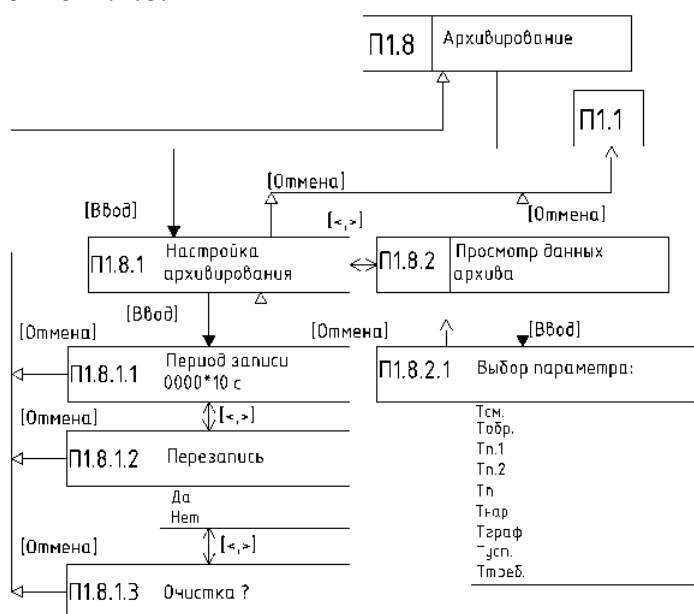 П1.8
Архивирование
П1.1
[Отмена]
[Ввод]
[<,>]
[Отмена]
П1.8.1
Настройка
архивирования
П1.8.2
Просмотр данных
архива
[Ввод]
[Отмена]
[Отмена]
[Ввод]
П1.8.1.1
Период записи
0000*10 с
П1.8.2.1
Выбор параметра:
[Отмена]
[<,>]
П1.8.1.2
Перезапись
Да
Нет
Тсм.
Тобр.
Тп.1
Тп.2
Тп
Тнар
Тграф
Тусп.
Ттреб.
[Отмена]
[<,>]
П1.8.1.3
Очистка ?